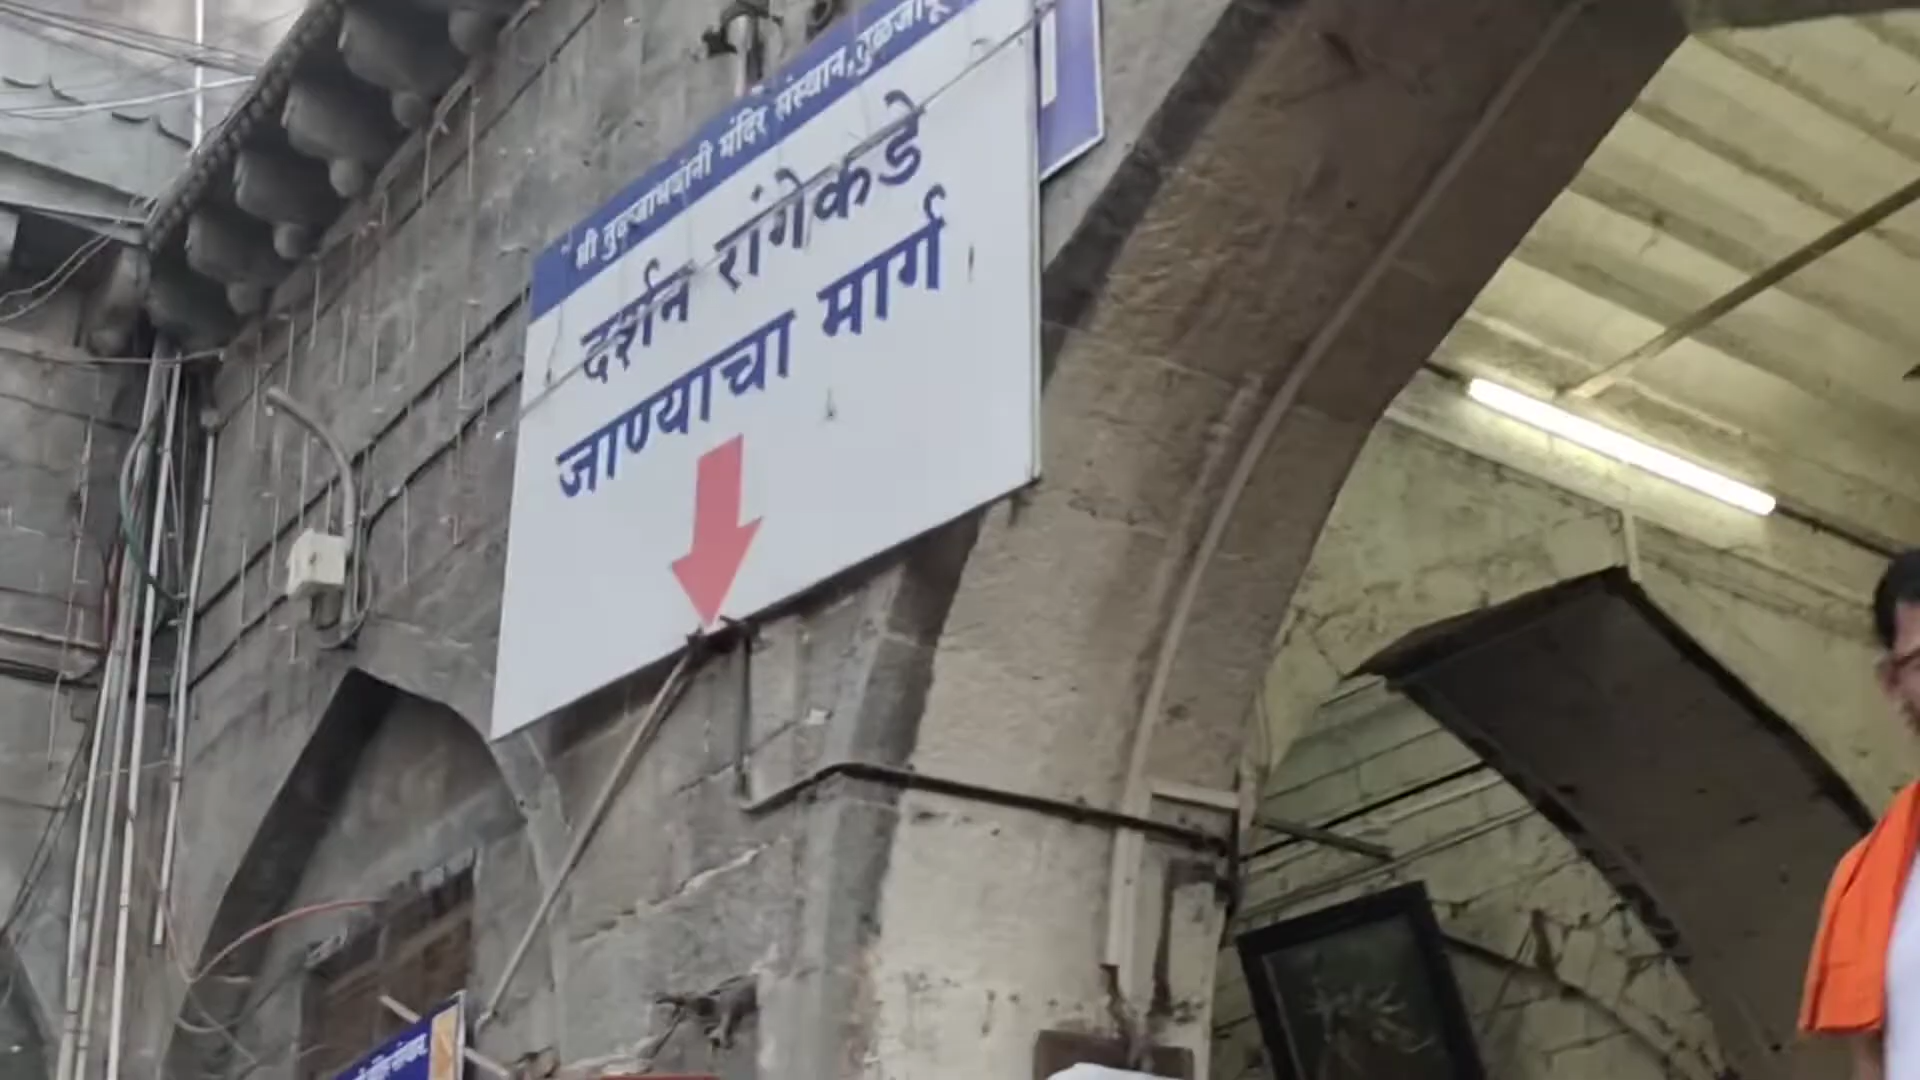 श्री तुळजाभवानी मंदिर संस्थान, तुळजापू
दर्शन रांगेकडे
जाण्याचा मार्ग